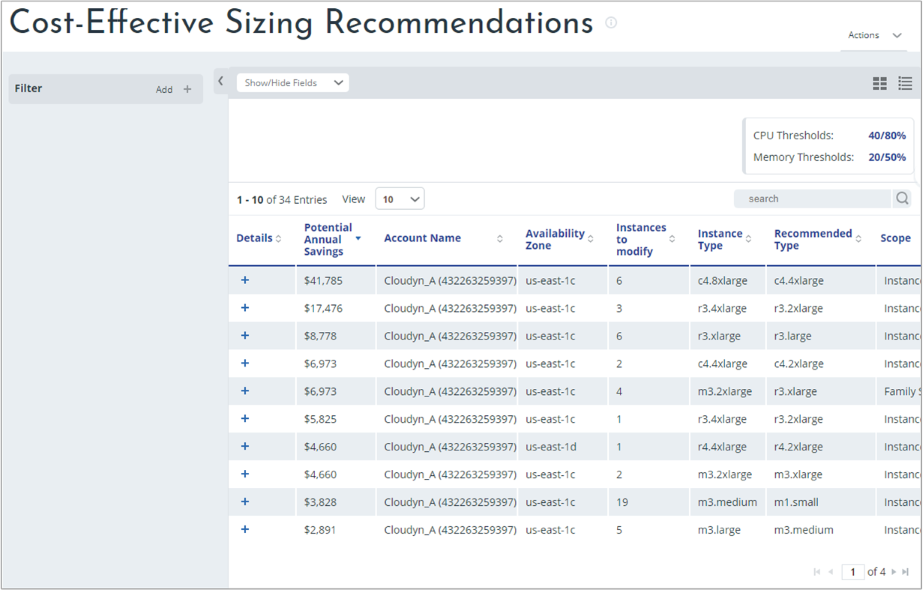 Cost-Effective Sizing Recommendations
Actions
Filter Add +
Show/Hide Fields
CPU Thresholds: 40/80%
Memory Thresholds: 20/50%
1 - 10 of 34 Entries View 10 search
Details Potential Annual Savings Account Name Availability Zone Instances to modify Instance Type Recommended Type Scope
+ $41,785 Cloudyn_A (432263259397) us-east-1c 6 c4.8xlarge c4.4xlarge Instanc
+ $17,476 Cloudyn_A (432263259397) us-east-1c 3 r3.4xlarge r3.2xlarge Instanc
+ $8,778 Cloudyn_A (432263259397) us-east-1c 6 r3.xlarge r3.large Instanc
+ $6,973 Cloudyn_A (432263259397) us-east-1c 2 c4.4xlarge c4.2xlarge Instanc
+ $6,973 Cloudyn_A (432263259397) us-east-1c 4 m3.2xlarge r3.xlarge Family S
+ $5,825 Cloudyn_A (432263259397) us-east-1c 1 r3.4xlarge r3.2xlarge Instanc
+ $4,660 Cloudyn_A (432263259397) us-east-1d 1 r4.4xlarge r4.2xlarge Instanc
+ $4,660 Cloudyn_A (432263259397) us-east-1c 2 m3.2xlarge m3.xlarge Instanc
+ $3,828 Cloudyn_A (432263259397) us-east-1c 19 m3.medium m1.small Instanc
+ $2,891 Cloudyn_A (432263259397) us-east-1c 5 m3.large m3.medium Instanc
1 of 4